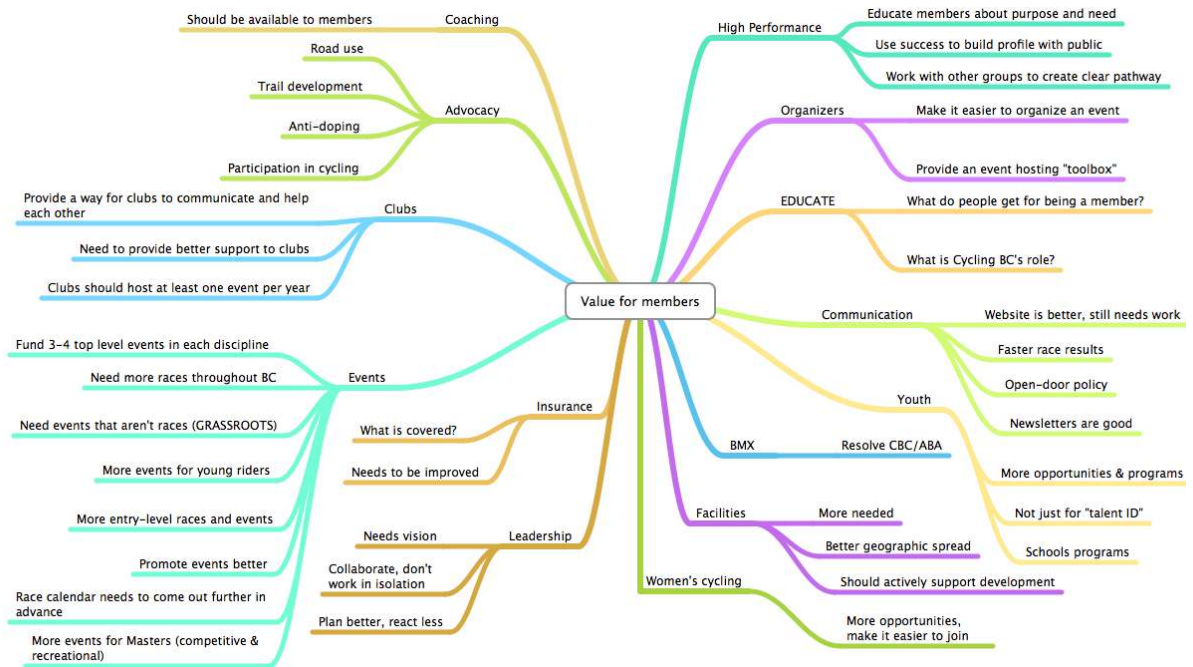 Value for members
Coaching
Should be available to members
Advocacy
Road use
Trail development
Anti-doping
Participation in cycling
Clubs
Provide a way for clubs to communicate and help
each other
Need to provide better support to clubs
Clubs should host at least one event per year
Events
Fund 3-4 top level events in each discipline
Need more races throughout BC
Need events that aren't races (GRASSROOTS)
More events for young riders
More entry-level races and events
Promote events better
Race calendar needs to come out further in
advance
More events for Masters (competitive &
recreational)
Insurance
What is covered?
Needs to be improved
Leadership
Needs vision
Collaborate, don't
work in isolation
Plan better, react less
High Performance
Educate members about purpose and need
Use success to build profile with public
Work with other groups to create clear pathway
Organizers
Make it easier to organize an event
Provide an event hosting "toolbox"
EDUCATE
What do people get for being a member?
What is Cycling BC's role?
Communication
Website is better, still needs work
Faster race results
Open-door policy
Newsletters are good
Youth
More opportunities & programs
Not just for "talent ID"
Schools programs
BMX
Resolve CBC/ABA
Facilities
More needed
Better geographic spread
Should actively support development
Women's cycling
More opportunities,
make it easier to join